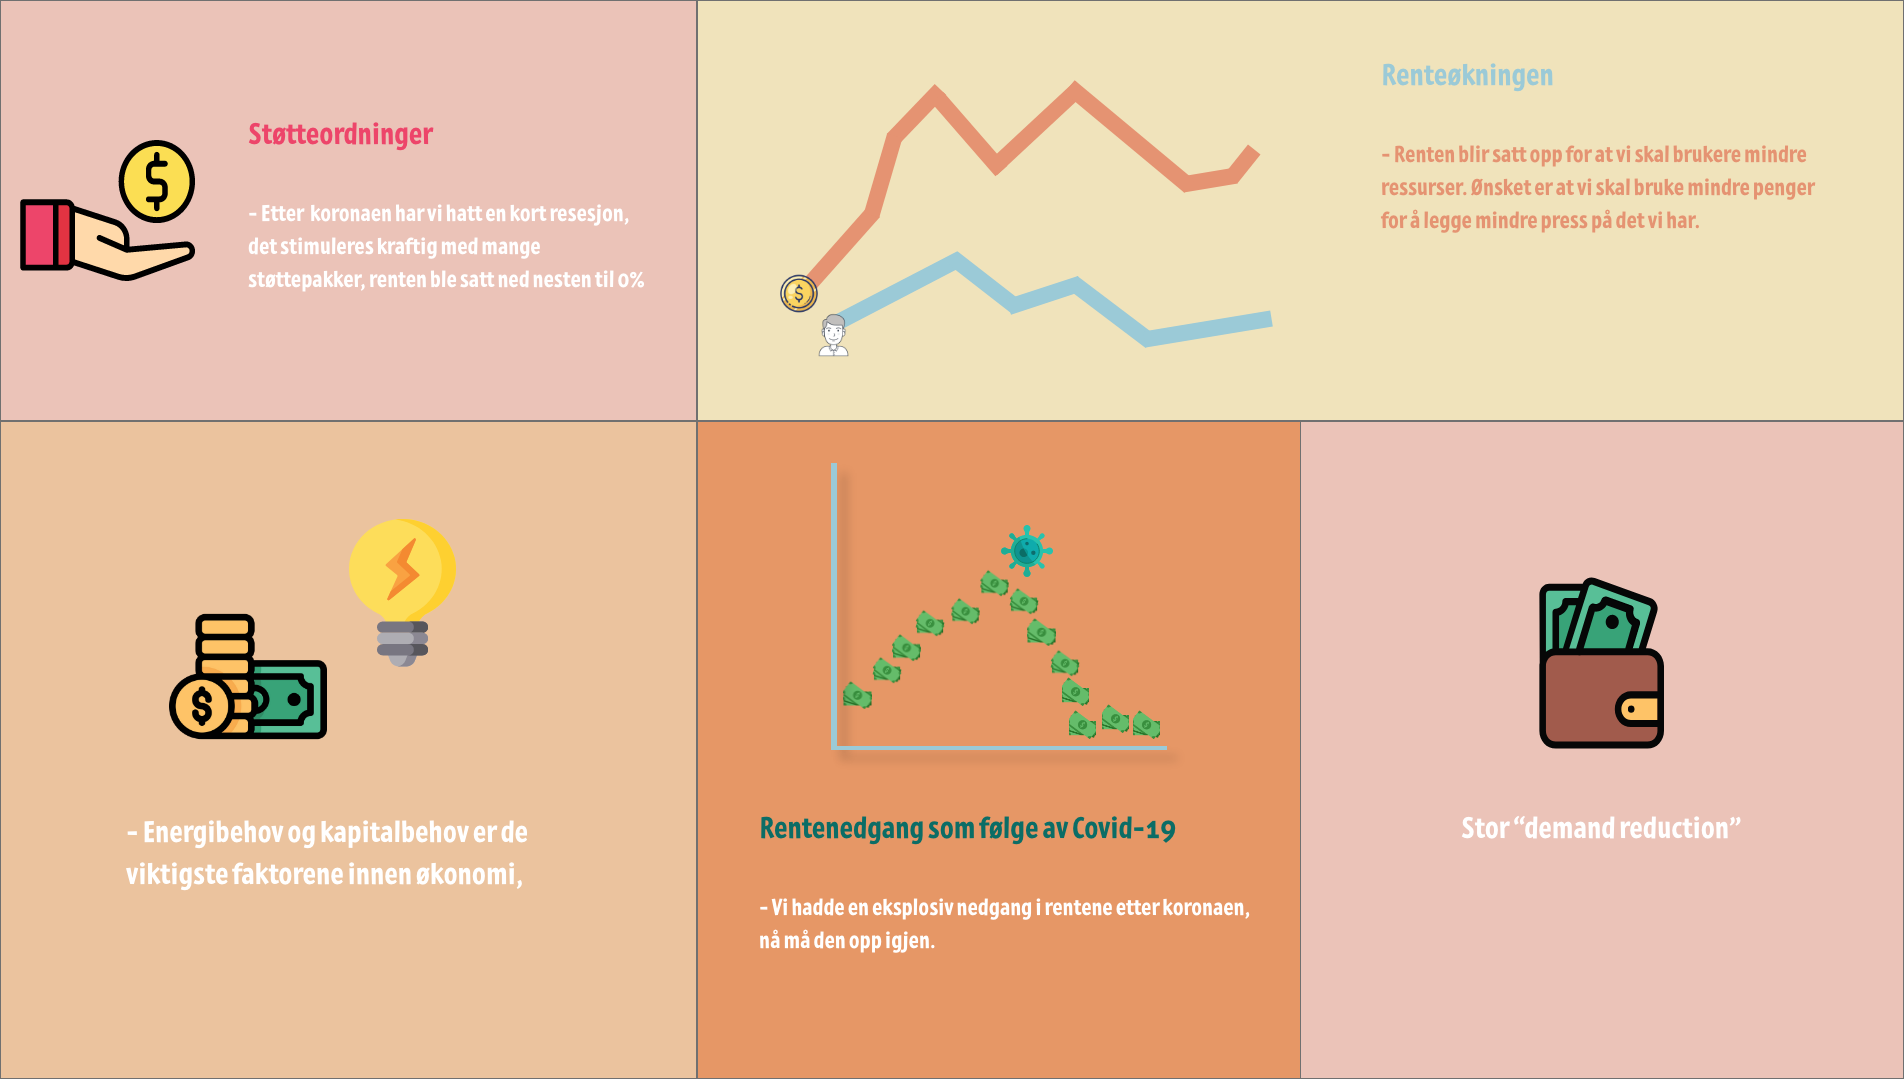 Støtteordninger
- Etter koronaen har vi hatt en kort resesjon,
det stimuleres kraftig med mange
støttepakker, renten ble satt ned nesten til 0%
Renteøkningen
- Renten blir satt opp for at vi skal brukere mindre
ressurser. Ønsket er at vi skal bruke mindre penger
for å legge mindre press på det vi har.
- Energibehov og kapitalbehov er de
viktigste faktorene innen økonomi,
Rentenedgang som følge av Covid-19
- Vi hadde en eksplosiv nedgang i rentene etter koronaen,
nå må den opp igjen.
Stor “demand reduction”